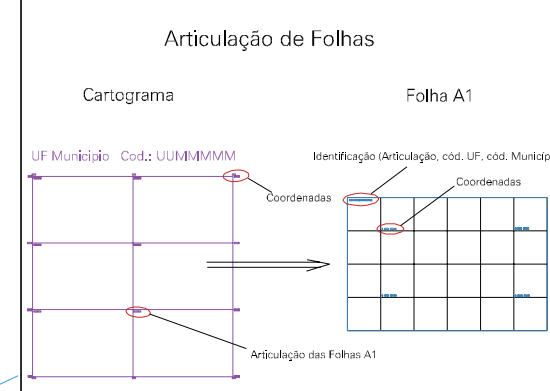 Articulação de Folhas
Cartograma
Folha A1
UF Municipio Cod.: UUMMMMM
Identificação (Articulação, cód. UF, cód. Municíp
Coordenadas
Coordenadas
Articulação das Folhas A1